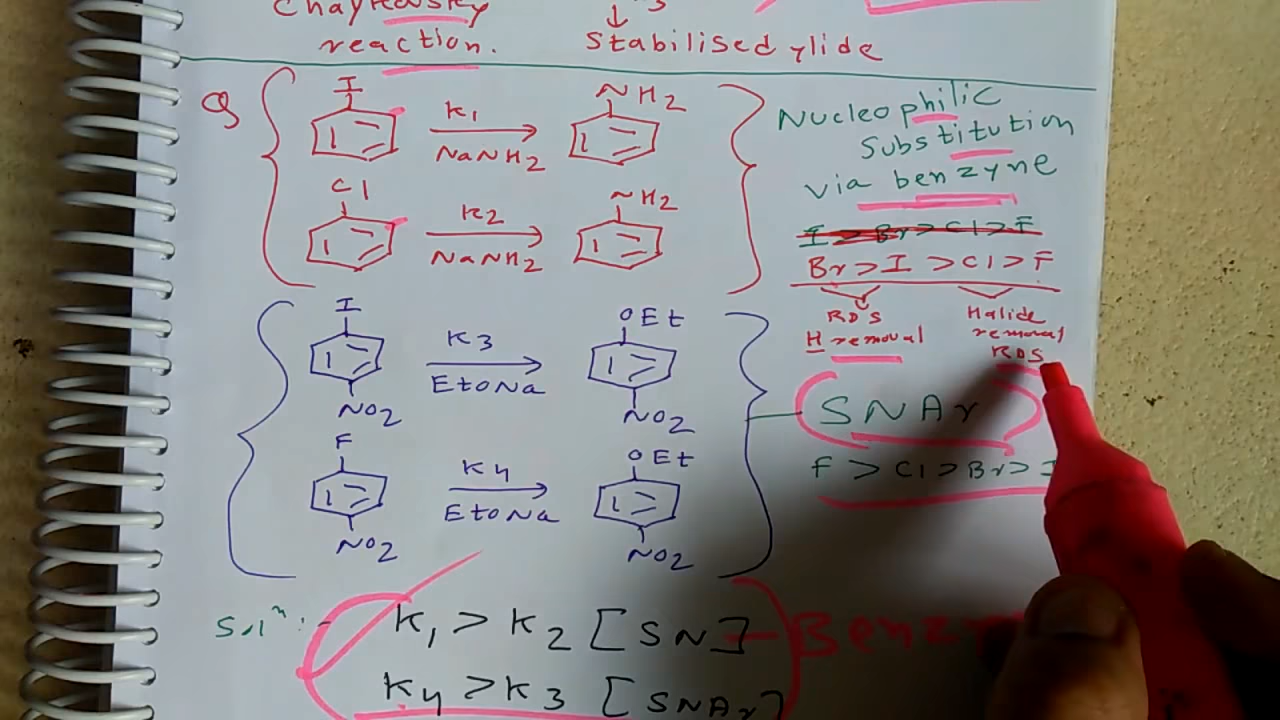 Chaykovsky
reaction.
↓
Stabilised ylide
Q
I
K1
NaNH2
NH2
Cl
K2
NaNH2
NH2
Nucleophilic
Substitution
via benzyne
I > Br > Cl > F
Br > I > Cl > F
RDS
H removal
Halide
removal
RDS
I
NO2
K3
EtONa
OEt
NO2
F
NO2
K4
EtONa
OEt
NO2
SNAr
F > Cl > Br > I
Soln :-
K1 > K2 [SN]
K4 > K3 [SNAr]